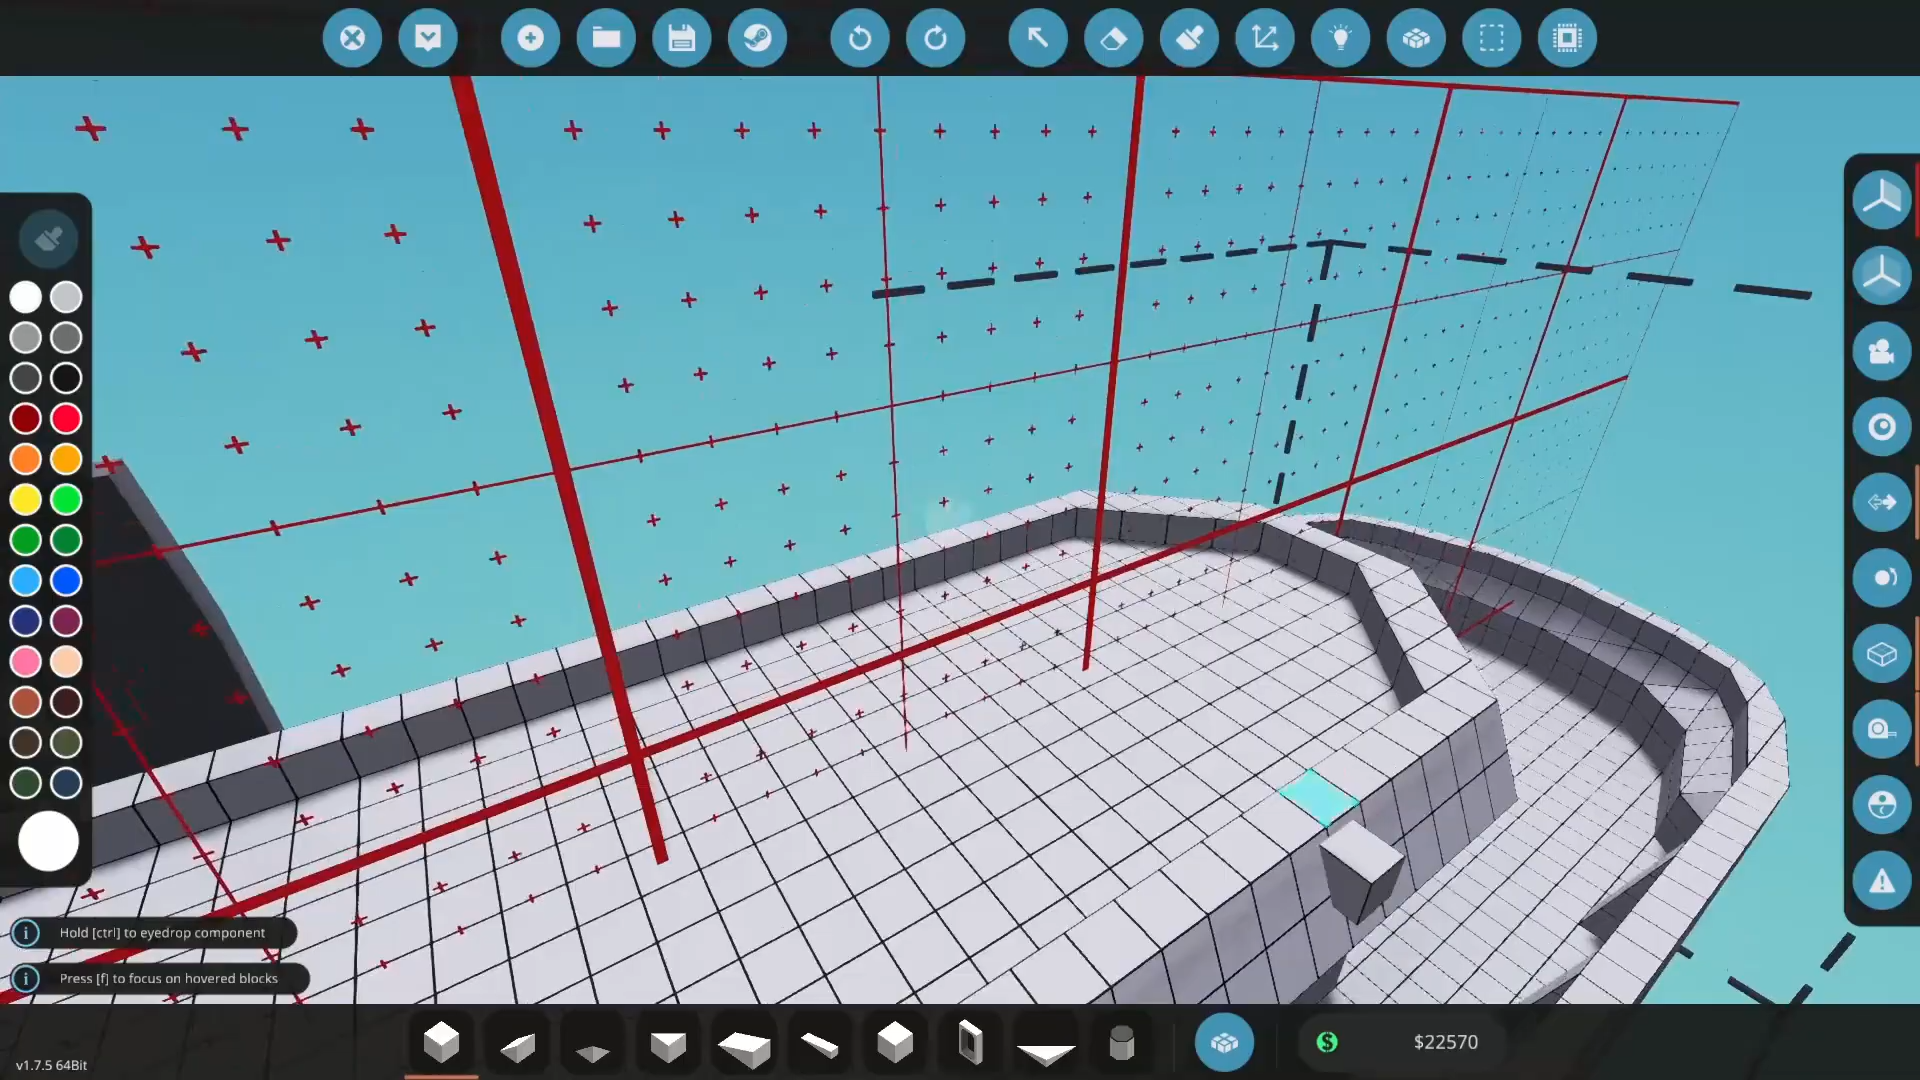 Hold [ctrl] to eyedrop component
Press [f] to focus on hovered blocks
$22570
v1.7.5 64Bit